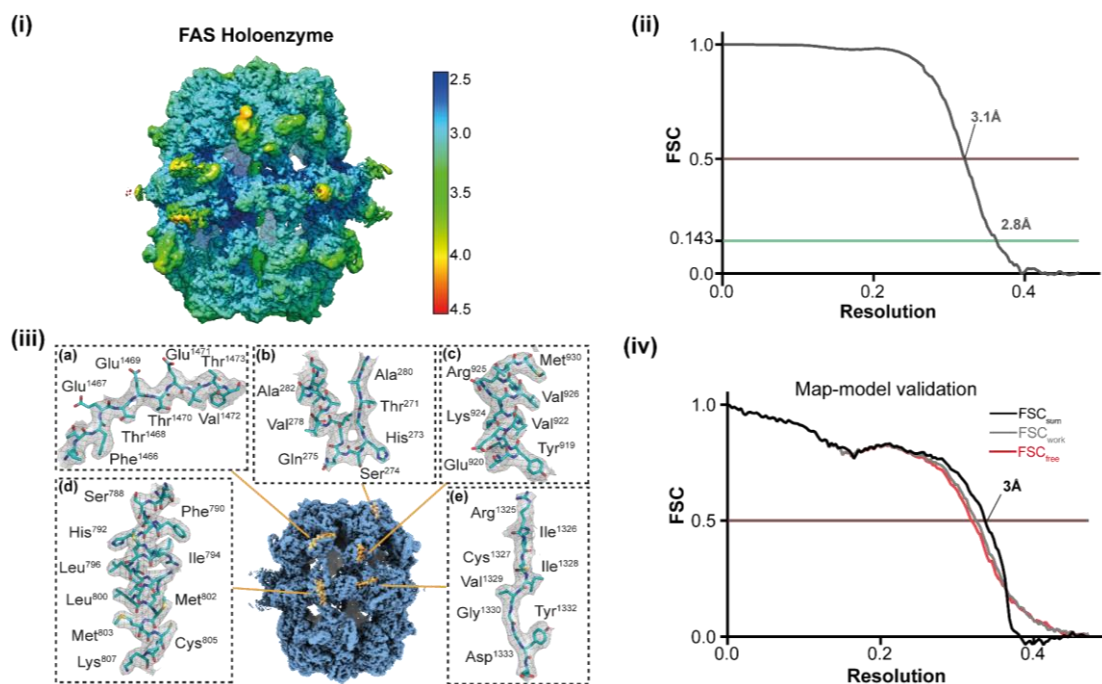 (i)
FAS Holoenzyme
2.5
3.0
3.5
4.0
4.5
(ii)
1.0
0.5
0.143
0.0
FSC
3.1Å
2.8Å
0.0
0.2
0.4
Resolution
(iii)
(a)
Glu1467
Glu1469
Glu1471
Thr1473
Phe1466
Thr1468
Thr1470
Val1472
(b)
Ala282
Val278
Gln275
Ala280
Thr271
His273
Ser274
(c)
Arg925
Lys924
Glu920
Met930
Val926
Val922
Tyr919
(d)
Ser788
His792
Leu796
Leu800
Met803
Lys807
Phe790
Ile794
Met802
Cys805
(e)
Arg1325
Cys1327
Val1329
Gly1330
Asp1333
Ile1326
Ile1328
Tyr1332
(iv)
Map-model validation
1.0
0.5
0.0
FSC
FSCsum
FSCwork
FSCfree
3Å
0.0
0.2
0.4
Resolution